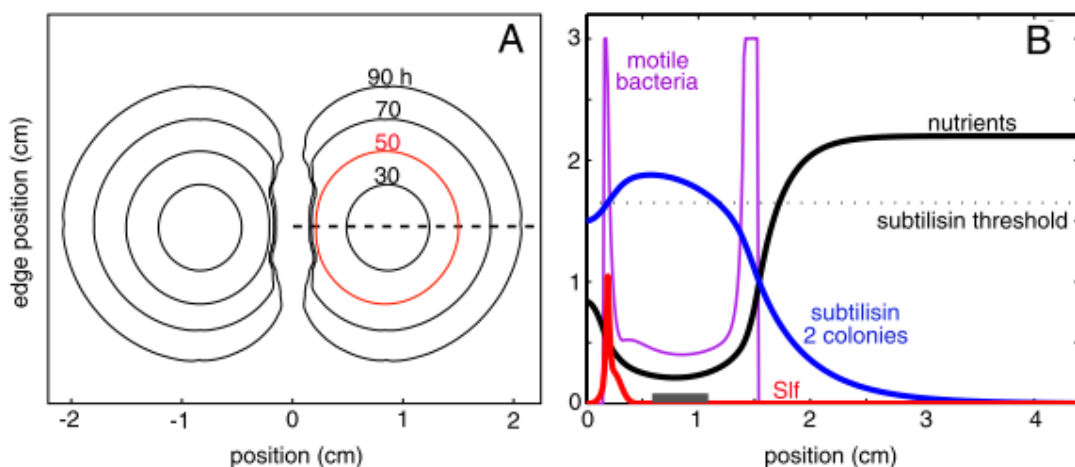 A
90 h
70
50
30
edge position (cm)
-2
-1
0
1
2
position (cm)
B
3
2
1
0
motile
bacteria
nutrients
subtilisin threshold
subtilisin
2 colonies
Slf
0
1
2
3
4
position (cm)